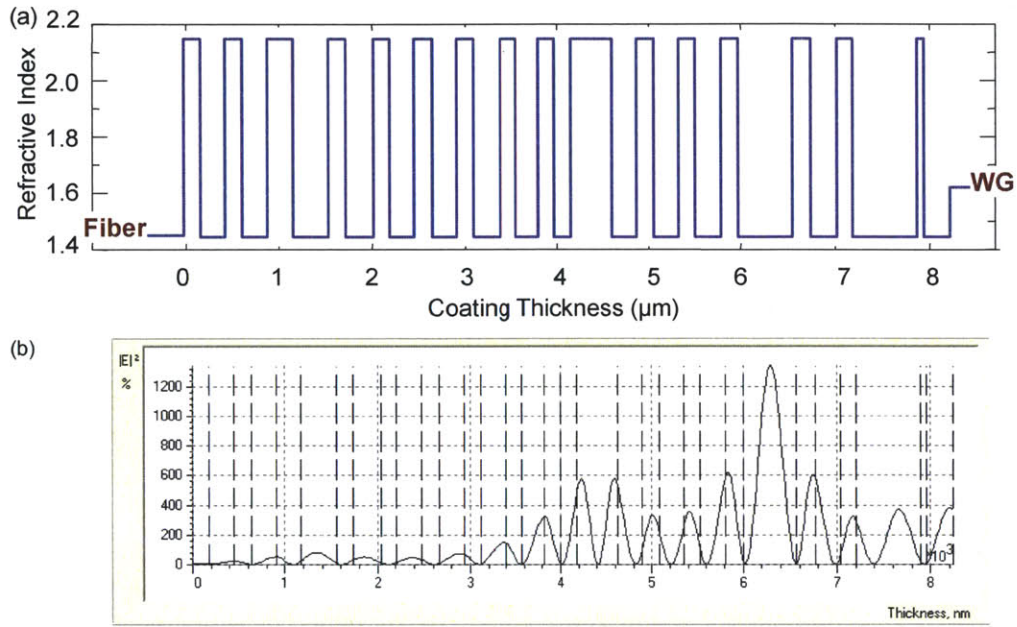 (a)
2.2
2.0
1.8
1.6
1.4
Refractive Index
Fiber
WG
0 1 2 3 4 5 6 7 8
Coating Thickness (µm)
(b)
|E|²
%
1200
1000
800
600
400
200
0
0 1 2 3 4 5 6 7 8
×10³
Thickness, nm